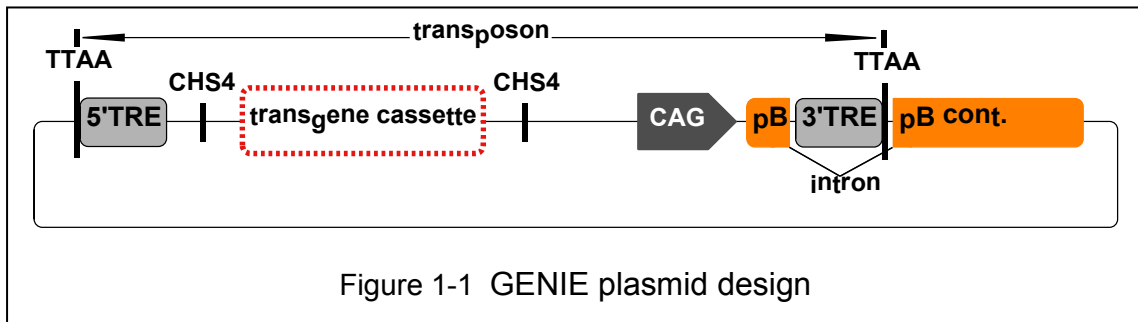 transposon
TTAA
TTAA
CHS4
CHS4
5'TRE
transgene cassette
CAG
pB
3'TRE
pB cont.
intron
Figure 1-1 GENIE plasmid design